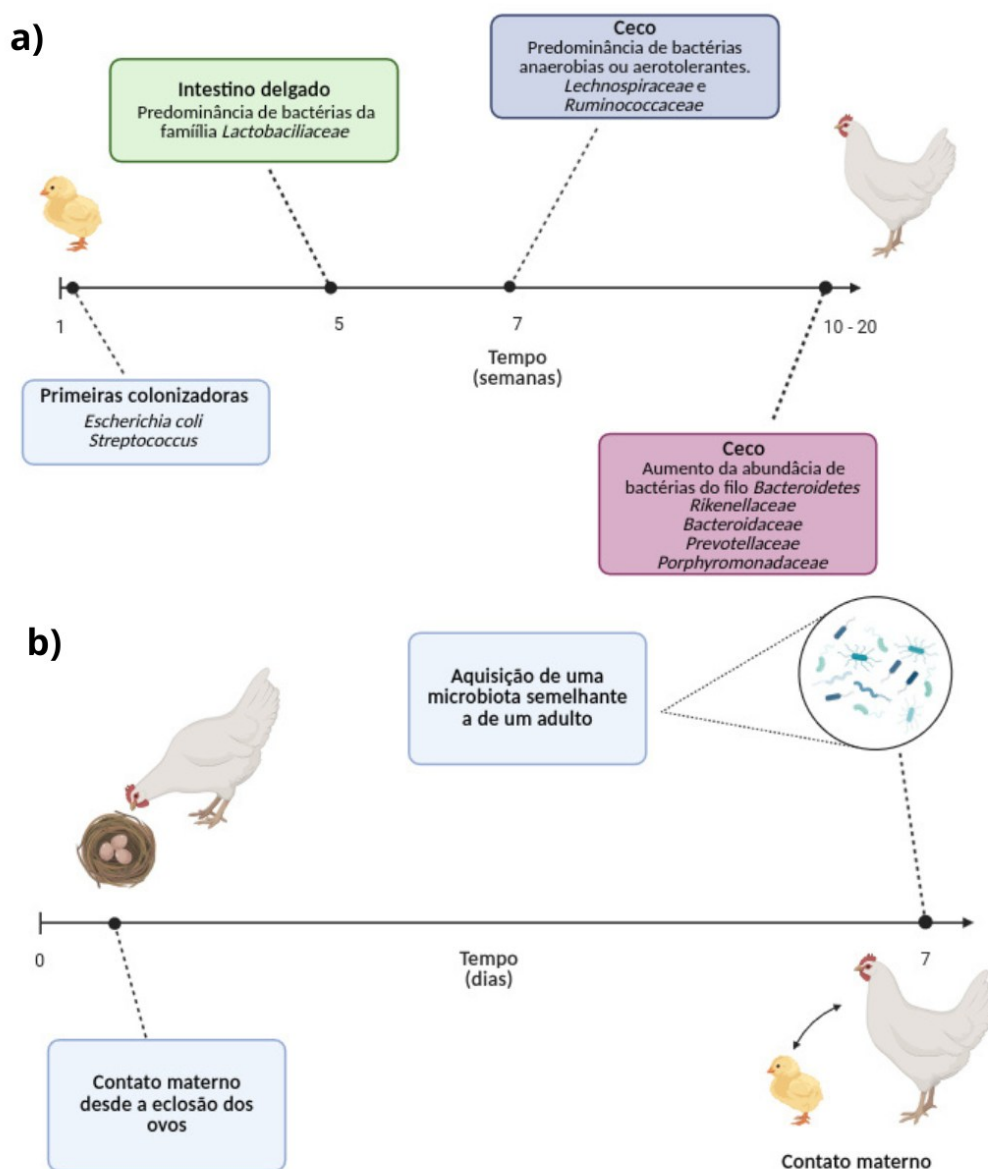 a)
Ceco
Predominância de bactérias
anaerobias ou aerotolerantes.
Lechnospiraceae e
Ruminococcaceae
Intestino delgado
Predominância de bactérias da
famíilia Lactobaciliaceae
1
5
7
10 - 20
Tempo
(semanas)
Primeiras colonizadoras
Escherichia coli
Streptococcus
Ceco
Aumento da abundâcia de
bactérias do filo Bacteroidetes
Rikenellaceae
Bacteroidaceae
Prevotellaceae
Porphyromonadaceae
b)
Aquisição de uma
microbiota semelhante
a de um adulto
0
Tempo
(dias)
7
Contato materno
desde a eclosão dos
ovos
Contato materno